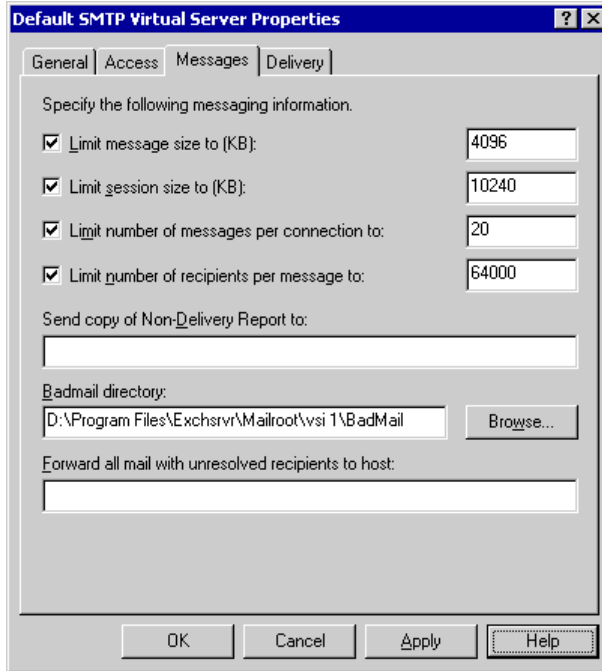 Default SMTP Virtual Server Properties
General Access Messages Delivery
Specify the following messaging information.
Limit message size to (KB): 4096
Limit session size to (KB): 10240
Limit number of messages per connection to: 20
Limit number of recipients per message to: 64000
Send copy of Non-Delivery Report to:
Badmail directory:
D:\Program Files\Exchsrvr\Mailroot\vsi 1\BadMail Browse...
Forward all mail with unresolved recipients to host:
OK Cancel Apply Help